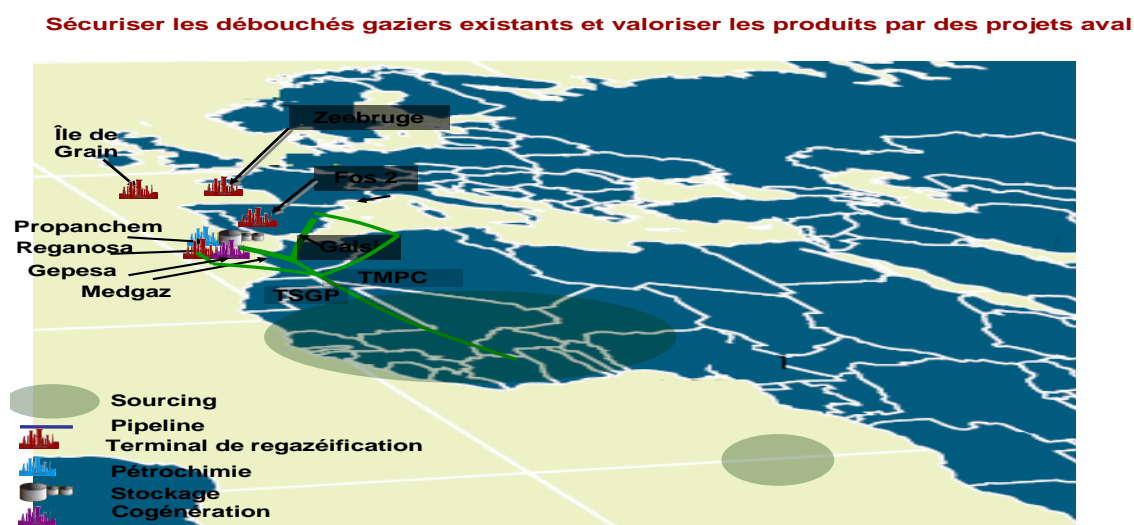 Sécuriser les débouchés gaziers existants et valoriser les produits par des projets aval
Zeebruge
Île de
Grain
Fos 2
Propanchem
Reganosa
Galsi
Gepesa
TMPC
Medgaz
TSGP
Sourcing
Pipeline
Terminal de regazéification
Pétrochimie
Stockage
Cogénération